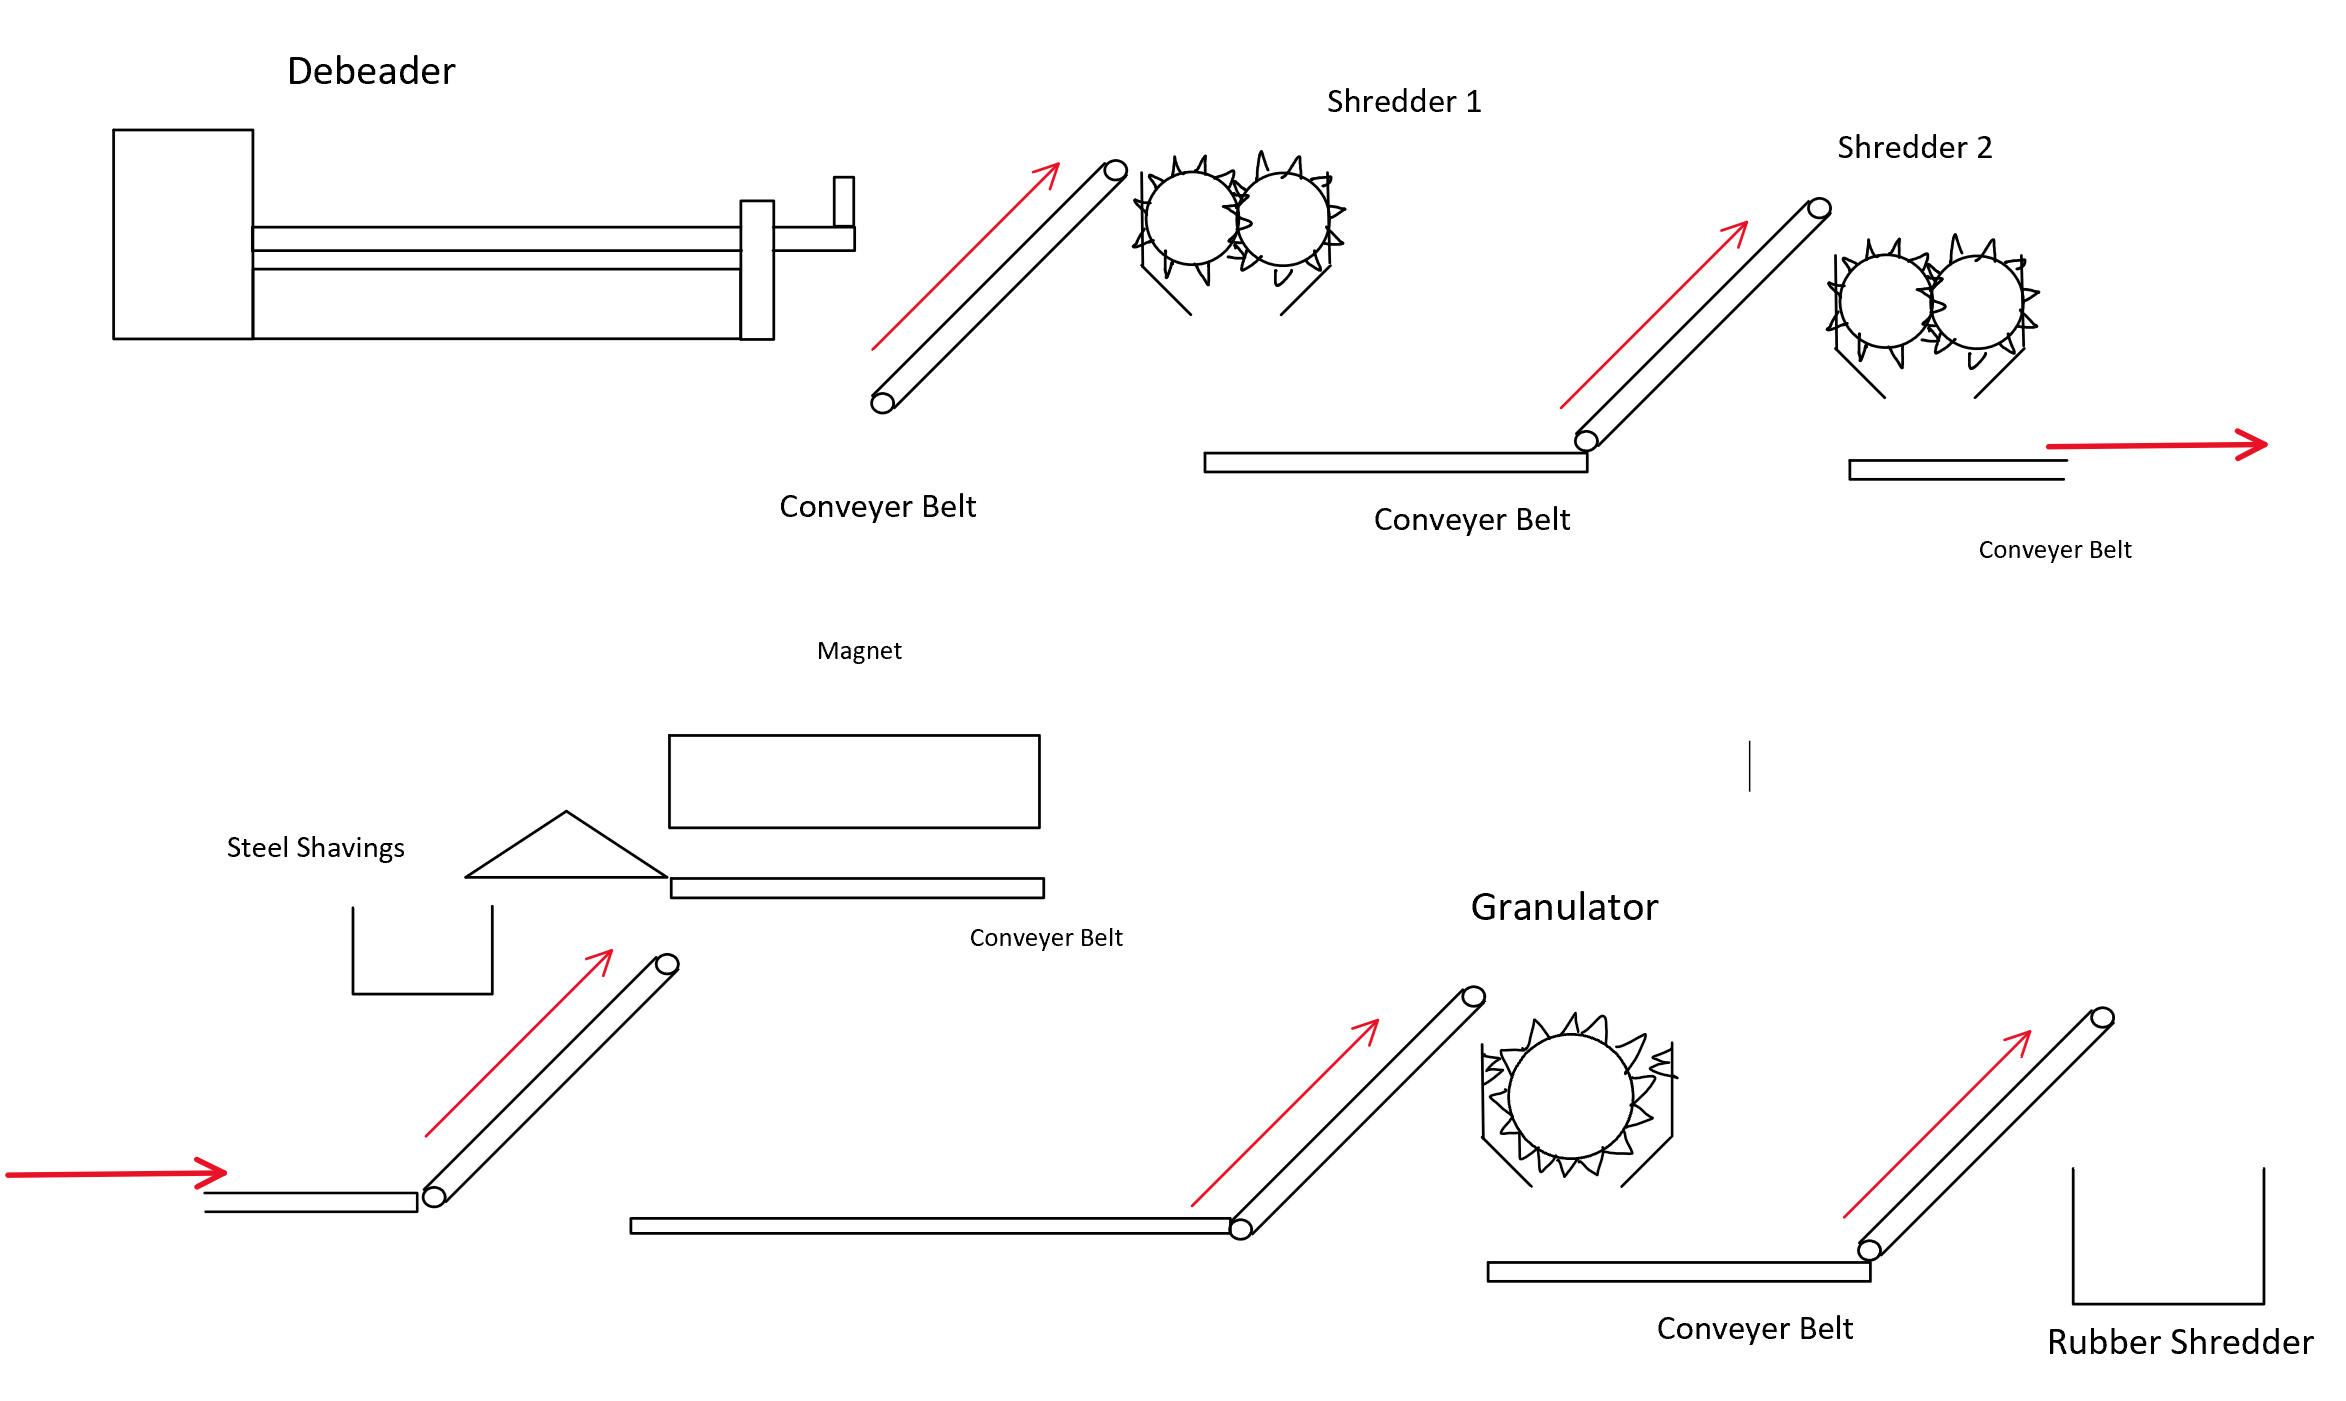 Debeader
Shredder 1
Shredder 2
Conveyer Belt
Conveyer Belt
Conveyer Belt
Magnet
Steel Shavings
Conveyer Belt
Granulator
Conveyer Belt
Rubber Shredder